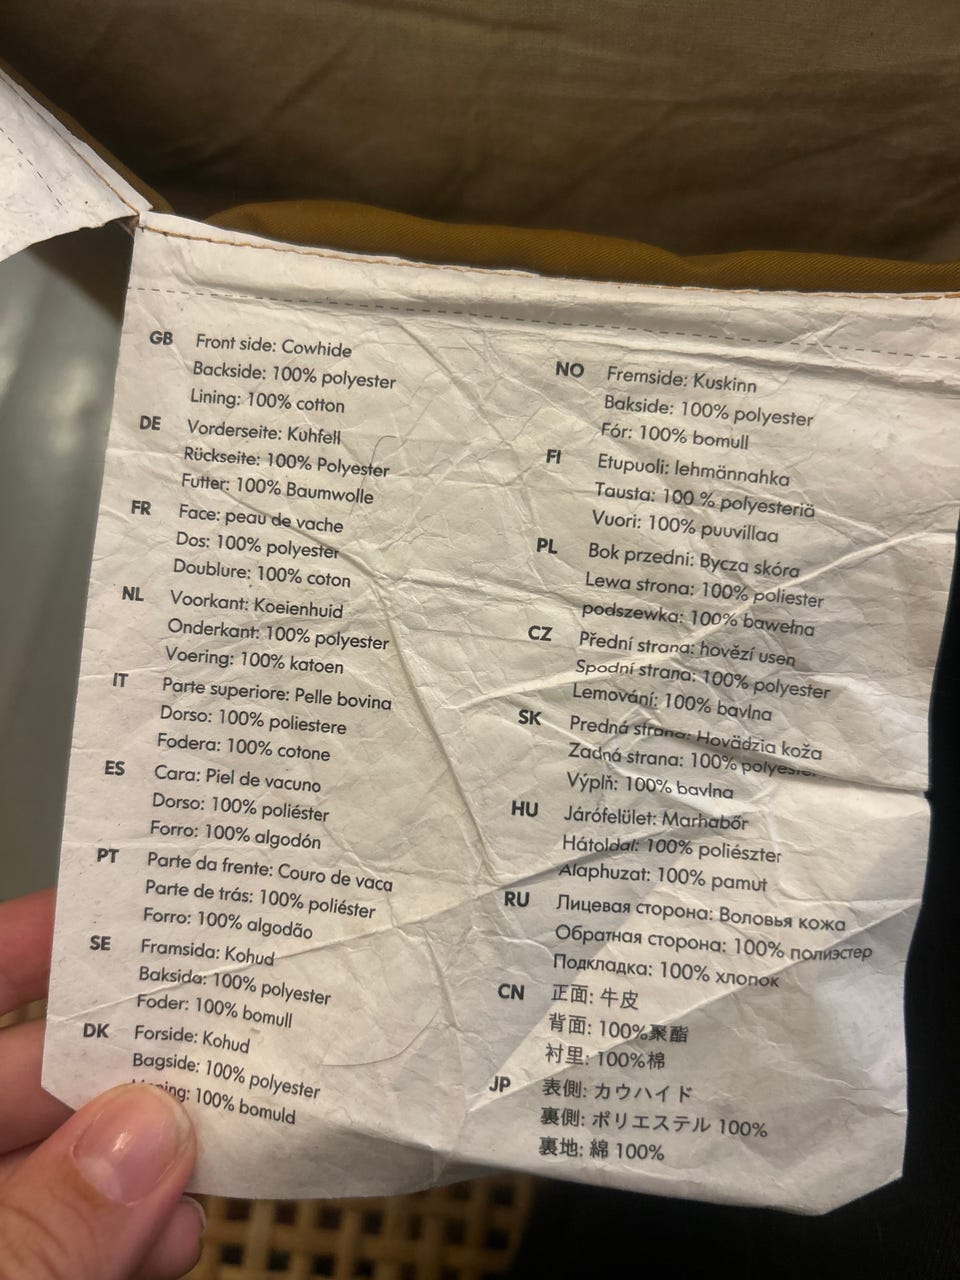 GB Front side: Cowhide
Backside: 100% polyester
Lining: 100% cotton
DE Vorderseite: Kuhfell
Rückseite: 100% Polyester
Futter: 100% Baumwolle
FR Face: peau de vache
Dos: 100% polyester
Doublure: 100% coton
NL Voorkant: Koeienhuid
Onderkant: 100% polyester
Voering: 100% katoen
IT Parte superiore: Pelle bovina
Dorso: 100% poliestere
Fodera: 100% cotone
ES Cara: Piel de vacuno
Dorso: 100% poliéster
Forro: 100% algodón
PT Parte da frente: Couro de vaca
Parte de trás: 100% poliéster
Forro: 100% algodão
SE Framsida: Kohud
Baksida: 100% polyester
Foder: 100% bomull
DK Forside: Kohud
Bagside: 100% polyester
100% bomuld
NO Fremside: Kuskinn
Bakside: 100% polyester
Fór: 100% bomull
FI Etupuoli: lehmännahka
Tausta: 100 % polyesteriä
Vuori: 100% puuvillaa
PL Bok przedni: Bycza skóra
Lewa strona: 100% poliester
podszewka: 100% bawełna
CZ Přední strana: hovězí usen
Spodní strana: 100% polyester
Lemování: 100% bavlna
SK Predná strana: Hovädzia koža
Zadná strana: 100% polyester
Výplň: 100% bavlna
HU Járófelület: Marhabőr
Hátoldal: 100% poliészter
Alaphuzat: 100% pamut
RU Лицевая сторона: Воловья кожа
Обратная сторона: 100% полиэстер
Подкладка: 100% хлопок
CN 正面: 牛皮
背面: 100%聚酯
衬里: 100%棉
JP 表側: カウハイド
裏側: ポリエステル 100%
裏地: 綿 100%